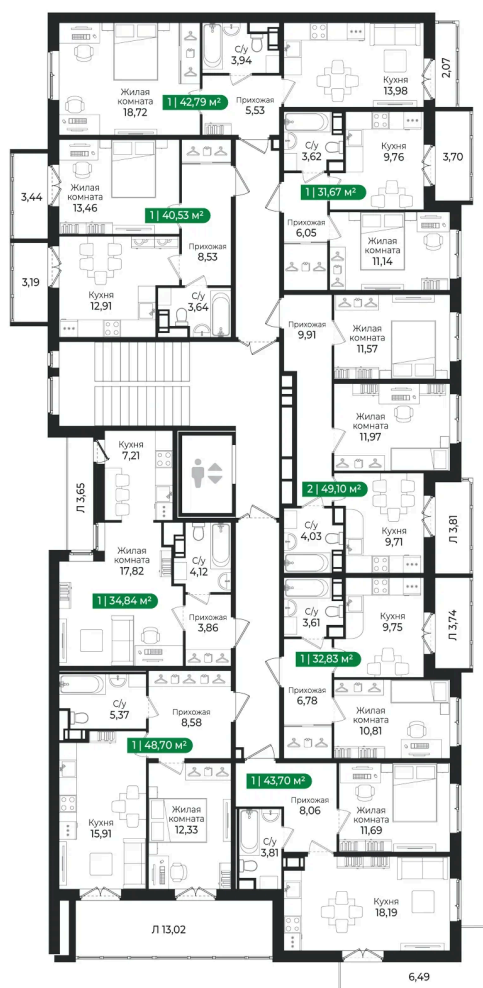 С/у
3,94
Кухня
13,98
2,07
Жилая
комната
18,72
1 | 42,79 м²
Прихожая
5,53
С/у
3,62
Кухня
9,76
3,70
3,44
Жилая
комната
13,46
1 | 40,53 м²
1 | 31,67 м²
Прихожая
6,05
Жилая
11,14
Прихожая
8,53
3,19
Кухня
12,91
С/у
3,64
Прихожая
9,91
Жилая
комната
11,57
Жилая
комната
11,97
Кухня
7,21
Л 3,65
2 | 49,10 м²
С/у
4,03
Кухня
9,71
Л 3,81
Жилая
комната
17,82
С/у
4,12
1 | 34,84 м²
Прихожая
3,86
С/у
3,61
Кухня
9,75
Л 3,74
1 | 32,83 м²
Прихожая
6,78
Жилая
комната
10,81
С/у
5,37
Прихожая
8,58
1 | 48,70 м²
1 | 43,70 м²
Прихожая
8,06
Жилая
комната
11,69
Кухня
15,91
Жилая
комната
12,33
С/у
3,81
Кухня
18,19
Л 13,02
6,49